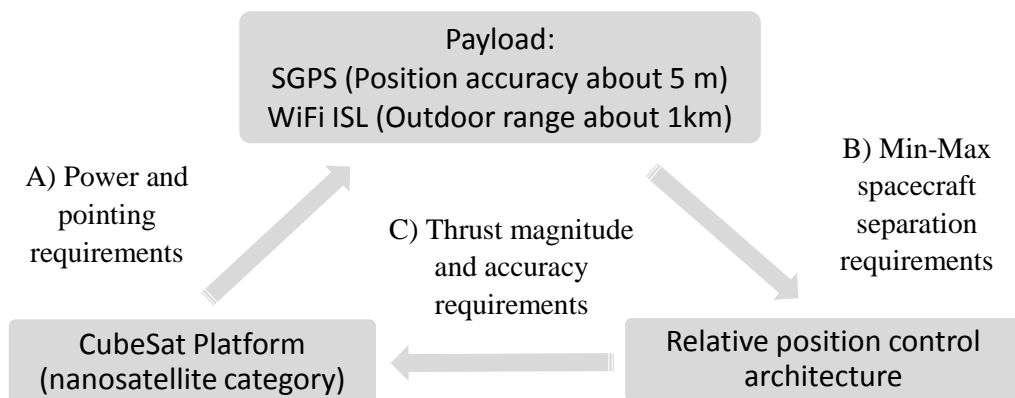 Payload:
SGPS (Position accuracy about 5 m)
WiFi ISL (Outdoor range about 1km)
A) Power and
pointing
requirements
B) Min-Max
spacecraft
separation
requirements
C) Thrust magnitude
and accuracy
requirements
CubeSat Platform
(nanosatellite category)
Relative position control
architecture